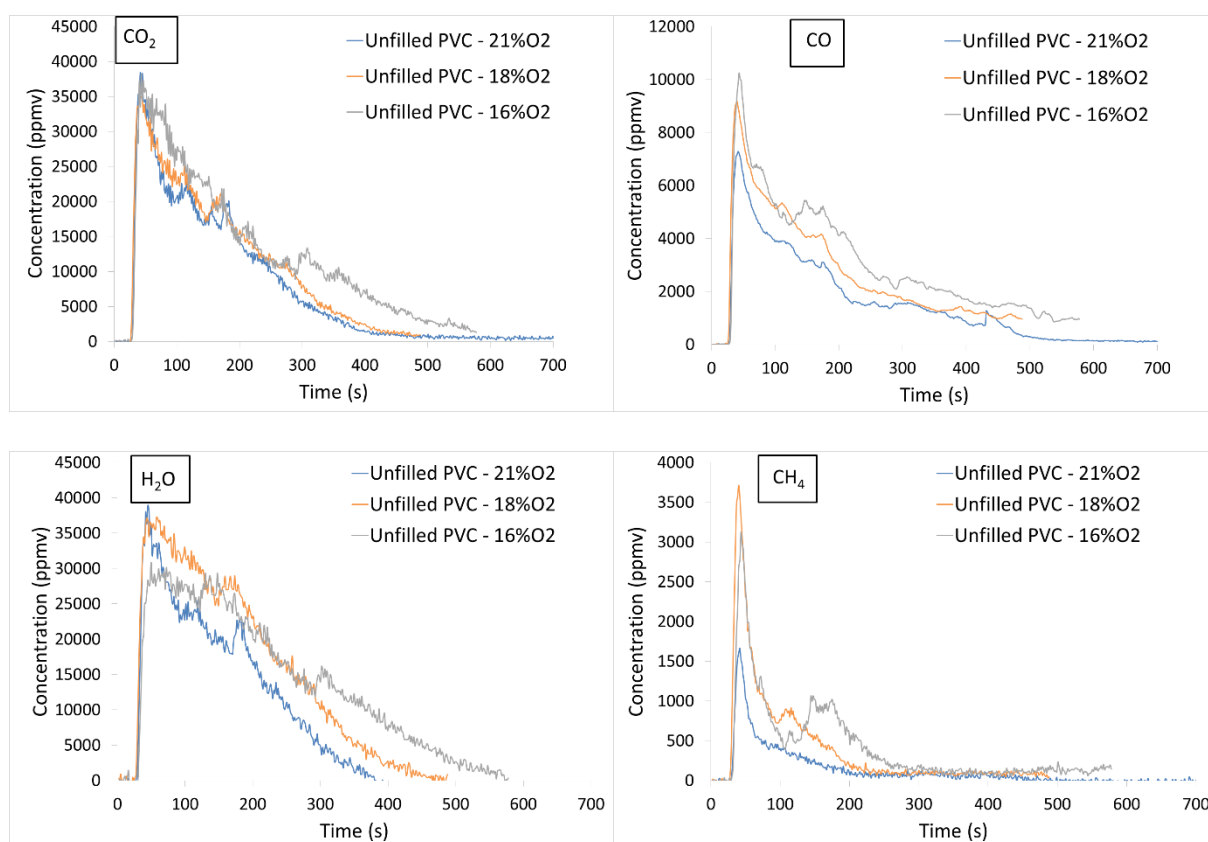 CO₂
Unfilled PVC - 21%O2
Unfilled PVC - 18%O2
Unfilled PVC - 16%O2
Concentration (ppmv)
45000
40000
35000
30000
25000
20000
15000
10000
5000
0
0 100 200 300 400 500 600 700
Time (s)
CO
Unfilled PVC - 21%O2
Unfilled PVC - 18%O2
Unfilled PVC - 16%O2
Concentration (ppmv)
12000
10000
8000
6000
4000
2000
0
0 100 200 300 400 500 600 700
Time (s)
H₂O
Unfilled PVC - 21%O2
Unfilled PVC - 18%O2
Unfilled PVC - 16%O2
Concentration (ppmv)
45000
40000
35000
30000
25000
20000
15000
10000
5000
0
0 100 200 300 400 500 600 700
Time (s)
CH₄
Unfilled PVC - 21%O2
Unfilled PVC - 18%O2
Unfilled PVC - 16%O2
Concentration (ppmv)
4000
3500
3000
2500
2000
1500
1000
500
0
0 100 200 300 400 500 600 700
Time (s)